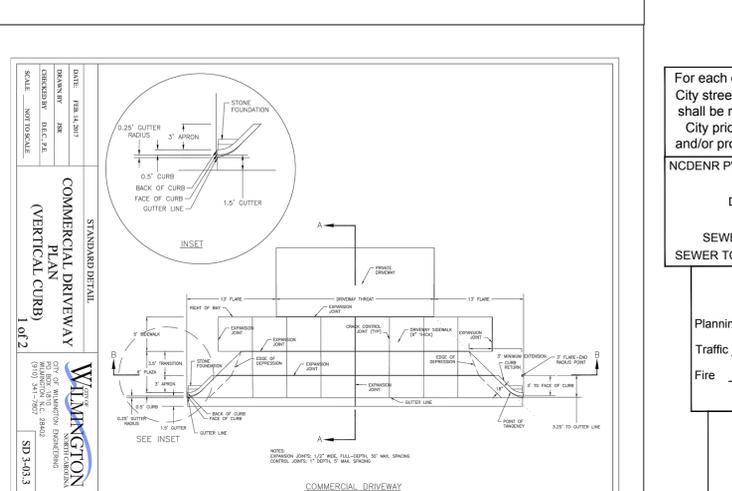 DATE: FEB. 14, 2017
DRAWN BY JSR
CHECKED BY D.E.C., P.E.
SCALE NOT TO SCALE
STANDARD DETAIL
COMMERCIAL DRIVEWAY
PLAN
(VERTICAL CURB)
1 of 2
CITY OF
WILMINGTON
NORTH CAROLINA
CITY OF WILMINGTON ENGINEERING
PO BOX 1810
WILMINGTON N.C. 28402
(910) 341-7807
SD 3-03.3
STONE
FOUNDATION
0.25' GUTTER
RADIUS
3' APRON
0.5' CURB
BACK OF CURB
FACE OF CURB
GUTTER LINE
1.5' GUTTER
INSET
A
PRIVATE
DRIVEWAY
13' FLARE
DRIVEWAY THROAT
13' FLARE
RIGHT OF WAY
EXPANSION
JOINT
5' SIDEWALK
EXPANSION
JOINT
EXPANSION
JOINT
CRACK CONTROL
JOINT (TYP)
DRIVEWAY SIDEWALK
(8" THICK)
EXPANSION
JOINT
B
B
3.5' TRANSITION
STONE
FOUNDATION
EDGE OF
DEPRESSION
EXPANSION
JOINT
EDGE OF
DEPRESSION
3' MINIMUM EXTENSION
CURB
RETURN
3' FLARE-END
RADIUS POINT
PLAZA
3' APRON
EXPANSION
JOINT
18"
3' TO FACE OF CURB
0.5' CURB
GUTTER LINE
0.25' GUTTER
RADIUS
1.5' GUTTER
BACK OF CURB
FACE OF CURB
GUTTER LINE
POINT OF
TANGENCY
3.25' TO GUTTER LINE
SEE INSET
A
NOTES:
EXPANSION JOINTS: 1/2" WIDE, FULL-DEPTH, 30' MAX. SPACING
CONTROL JOINTS: 1" DEPTH, 5' MAX. SPACING
COMMERCIAL DRIVEWAY
For each
City stree
shall be
City prio
and/or pro
NCDENR P
SEWE
SEWER TO
Plannin
Traffic
Fire